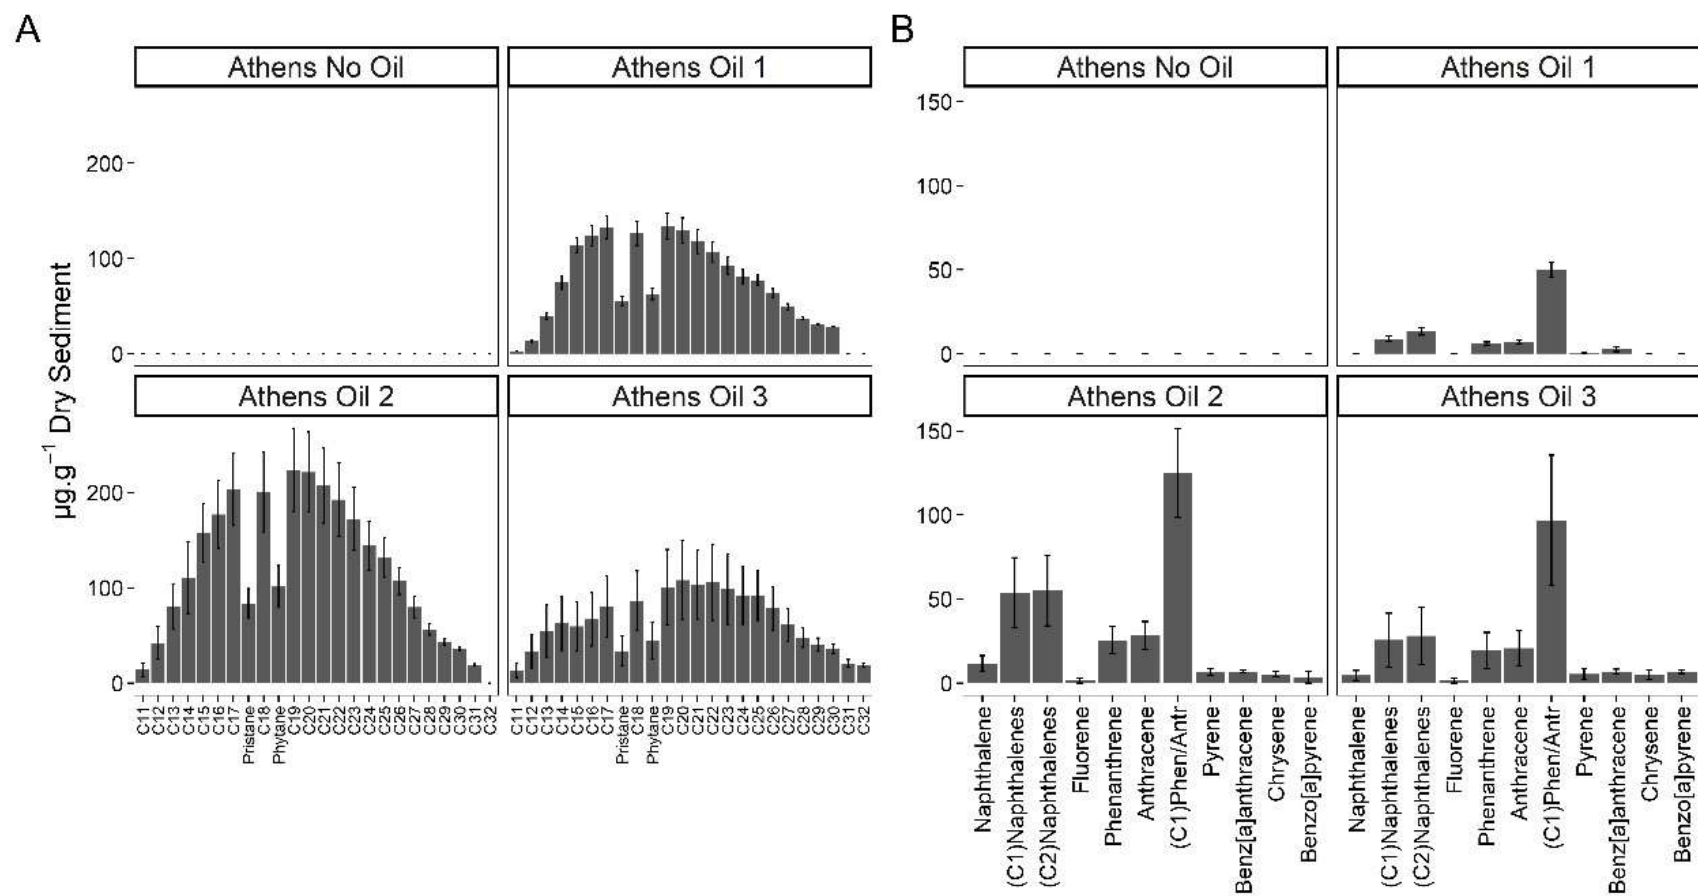 A
B
Athens No Oil
Athens Oil 1
Athens No Oil
Athens Oil 1
200
100
0
150
100
50
0
µg.g⁻¹ Dry Sediment
Athens Oil 2
Athens Oil 3
Athens Oil 2
Athens Oil 3
200
100
0
150
100
50
0
C11
C12
C13
C14
C15
C16
C17
Pristane
C18
Phytane
C19
C20
C21
C22
C23
C24
C25
C26
C27
C28
C29
C30
C31
C32
C11
C12
C13
C14
C15
C16
C17
Pristane
C18
Phytane
C19
C20
C21
C22
C23
C24
C25
C26
C27
C28
C29
C30
C31
C32
Naphthalene
(C1)Naphthalenes
(C2)Naphthalenes
Fluorene
Phenanthrene
Anthracene
(C1)Phen/Antr
Pyrene
Benz[a]anthracene
Chrysene
Benzo[a]pyrene
Naphthalene
(C1)Naphthalenes
(C2)Naphthalenes
Fluorene
Phenanthrene
Anthracene
(C1)Phen/Antr
Pyrene
Benz[a]anthracene
Chrysene
Benzo[a]pyrene